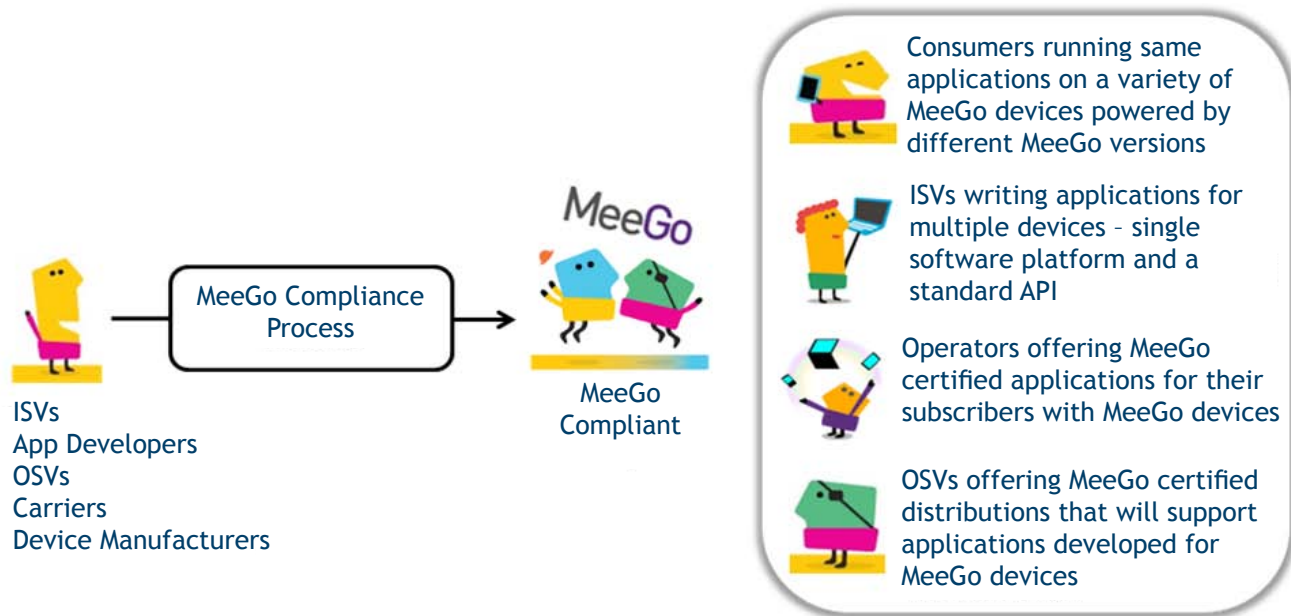 MeeGo Compliance
Process
MeeGo
MeeGo
Compliant
ISVs
App Developers
OSVs
Carriers
Device Manufacturers
Consumers running same
applications on a variety of
MeeGo devices powered by
different MeeGo versions
ISVs writing applications for
multiple devices – single
software platform and a
standard API
Operators offering MeeGo
certified applications for their
subscribers with MeeGo devices
OSVs offering MeeGo certified
distributions that will support
applications developed for
MeeGo devices